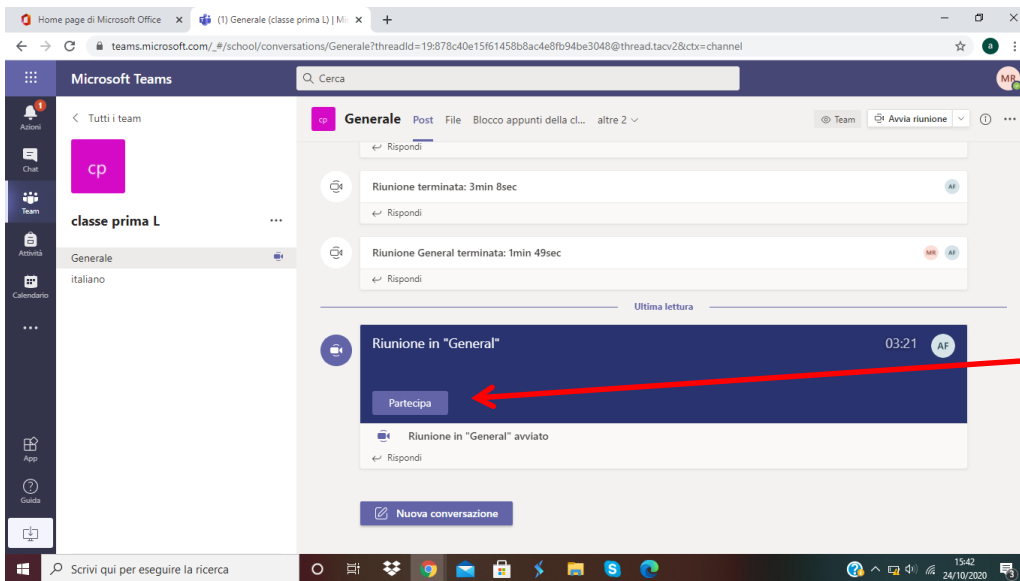 Home page di Microsoft Office
(1) Generale (classe prima L) | Mi
teams.microsoft.com/_#/school/conversations/Generale?threadId=19:878c40e15f61458b8ac4e8fb94be3048@thread.tacv2&ctx=channel
a
Microsoft Teams
Cerca
MR
1
Azioni
Chat
Team
Attività
Calendario
App
Guida
Tutti i team
cp
classe prima L
Generale
italiano
cp Generale Post File Blocco appunti della cl... altre 2
Team
Avvia riunione
Rispondi
Riunione terminata: 3min 8sec
AF
Rispondi
Riunione General terminata: 1min 49sec
MR AF
Rispondi
Ultima lettura
Riunione in "General"
03:21 AF
Partecipa
Riunione in "General" avviato
Rispondi
Nuova conversazione
Scrivi qui per eseguire la ricerca
15:42
24/10/2020
3